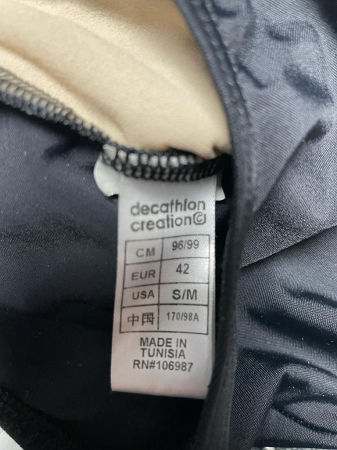 decathlon
creation©
CM 96/99
EUR 42
USA S/M
中国 170/98A
MADE IN
TUNISIA
RN#106987